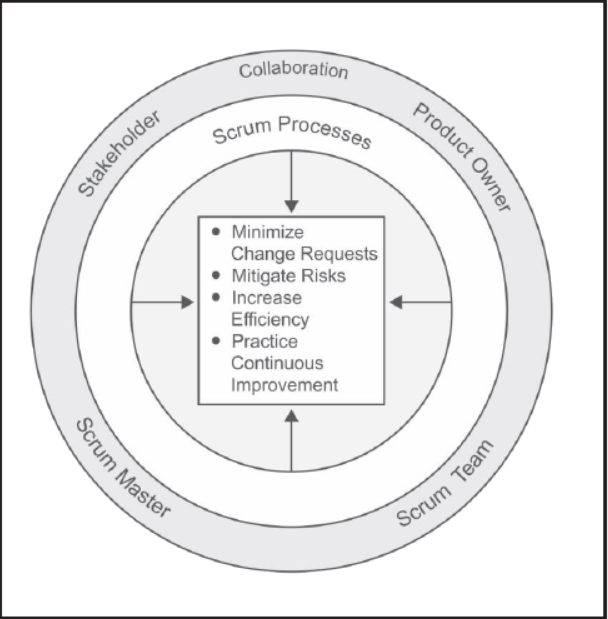 Collaboration
Stakeholder
Product Owner
Scrum Processes
● Minimize
Change Requests
● Mitigate Risks
● Increase
Efficiency
● Practice
Continuous
Improvement
Scrum Master
Scrum Team